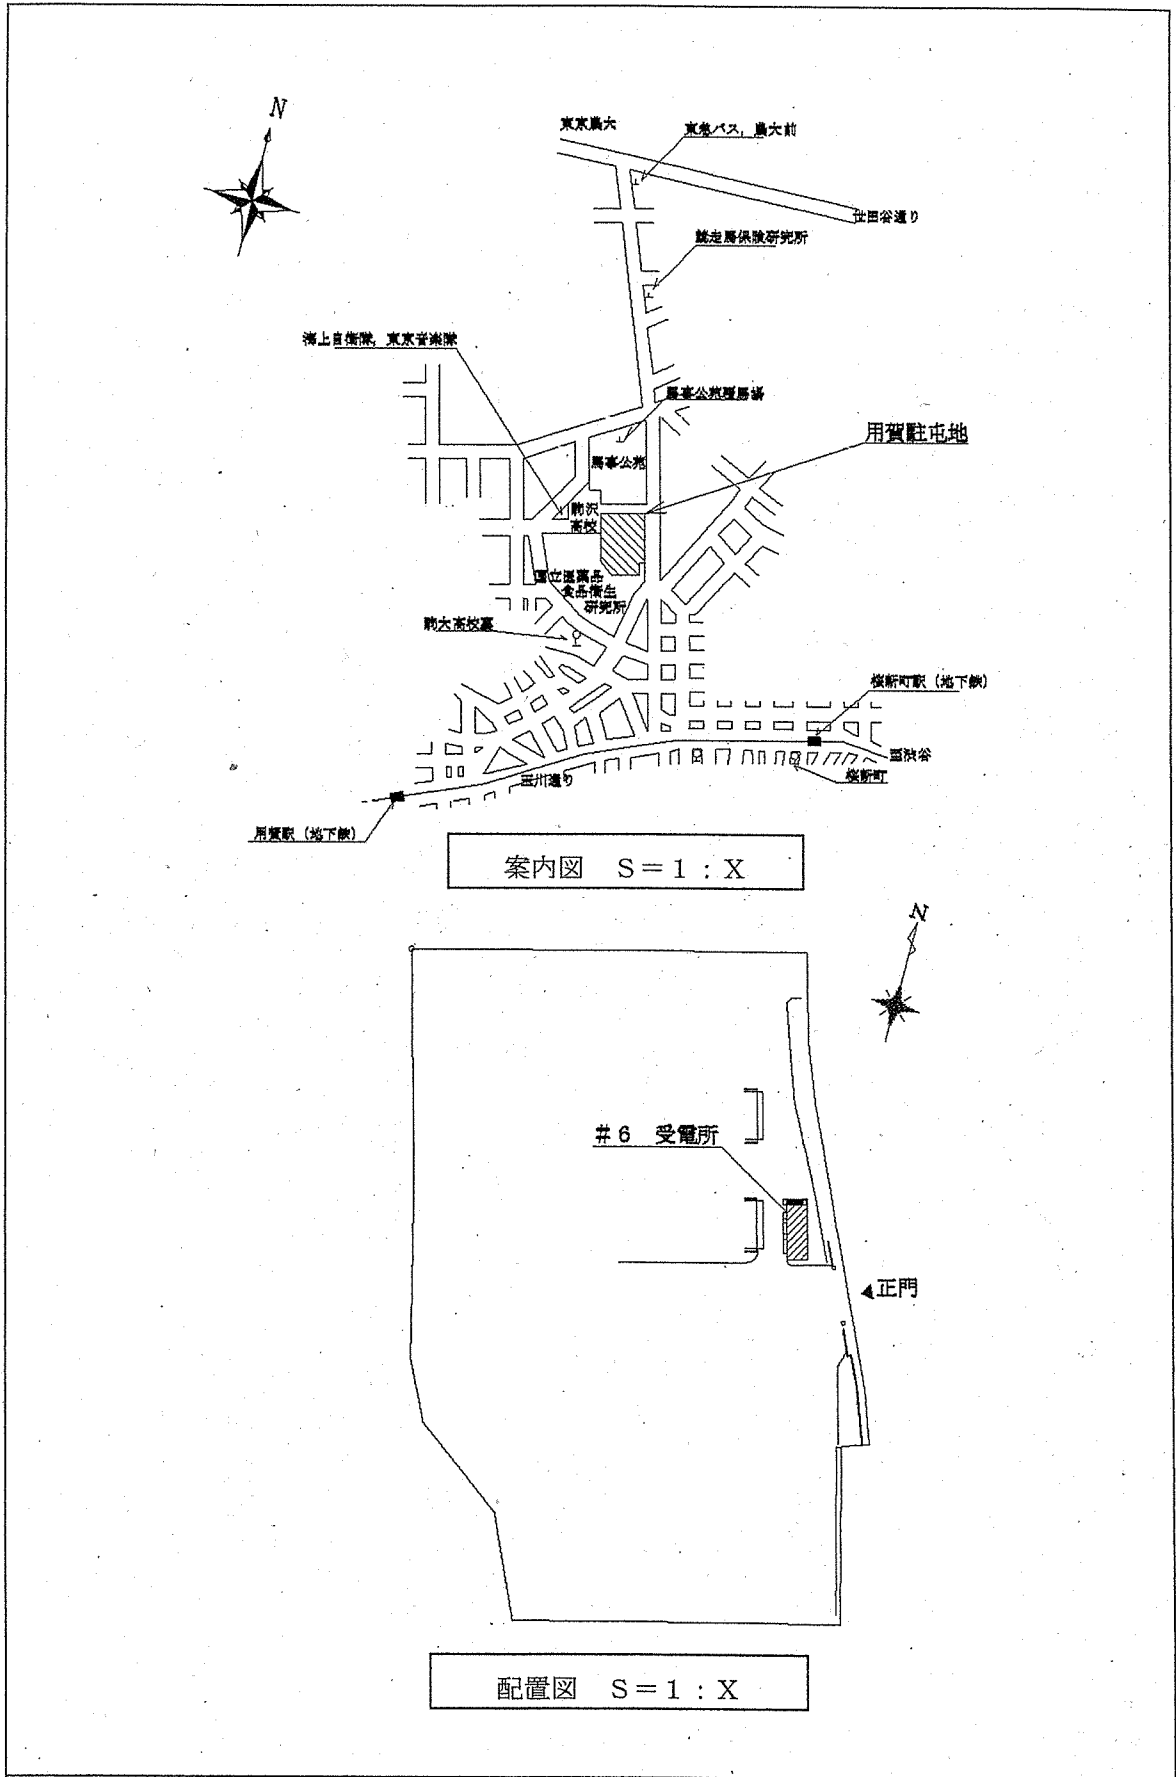 N
東京農大
東急バス, 農大前
世田谷通り
競走馬保険研究所
海上自衛隊, 東京音楽隊
馬事公苑覆馬場
用賀駐屯地
馬事公苑
駒沢
高校
国立医薬品
食品衛生
研究所
駒大高校裏
桜新町駅（地下鉄）
至渋谷
桜新町
玉川通り
用賀駅（地下鉄）
案内図　Ｓ＝１：Ｘ
N
＃６　受電所
正門
配置図　Ｓ＝１：Ｘ